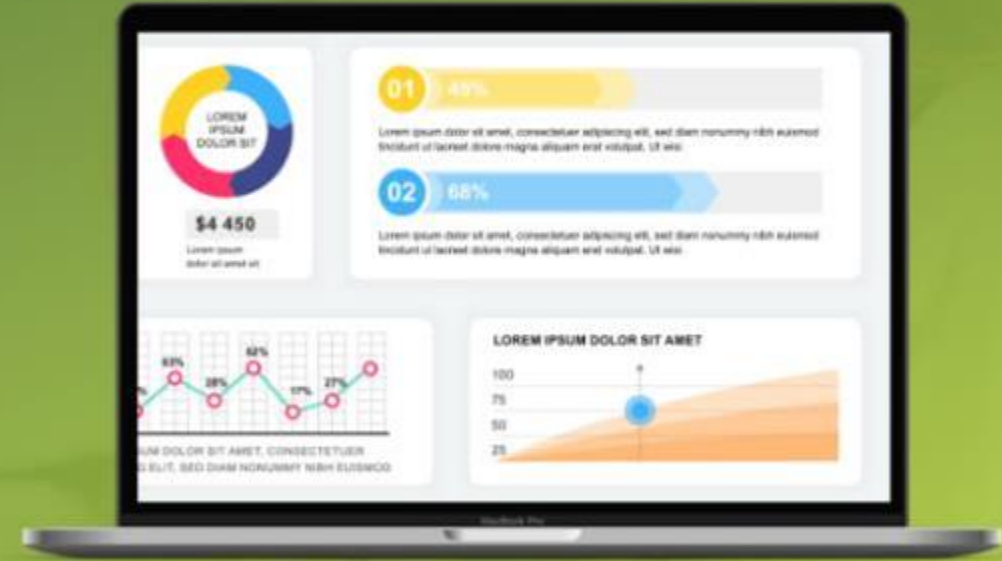 LOREM
IPSUM
DOLOR SIT
$4 450
Lorem ipsum
dolor sit amet sit
01 45%
Lorem ipsum dolor sit amet, consectetuer adipiscing elit, sed diam nonummy nibh euismod
tincidunt ut laoreet dolore magna aliquam erat volutpat. Ut wisi
02 68%
Lorem ipsum dolor sit amet, consectetuer adipiscing elit, sed diam nonummy nibh euismod
tincidunt ut laoreet dolore magna aliquam erat volutpat. Ut wisi
%
63%
28%
62%
17%
27%
SUM DOLOR SIT AMET, CONSECTETUER
G ELIT, SED DIAM NONUMMY NIBH EUISMOD
LOREM IPSUM DOLOR SIT AMET
100
75
50
25
MacBook Pro